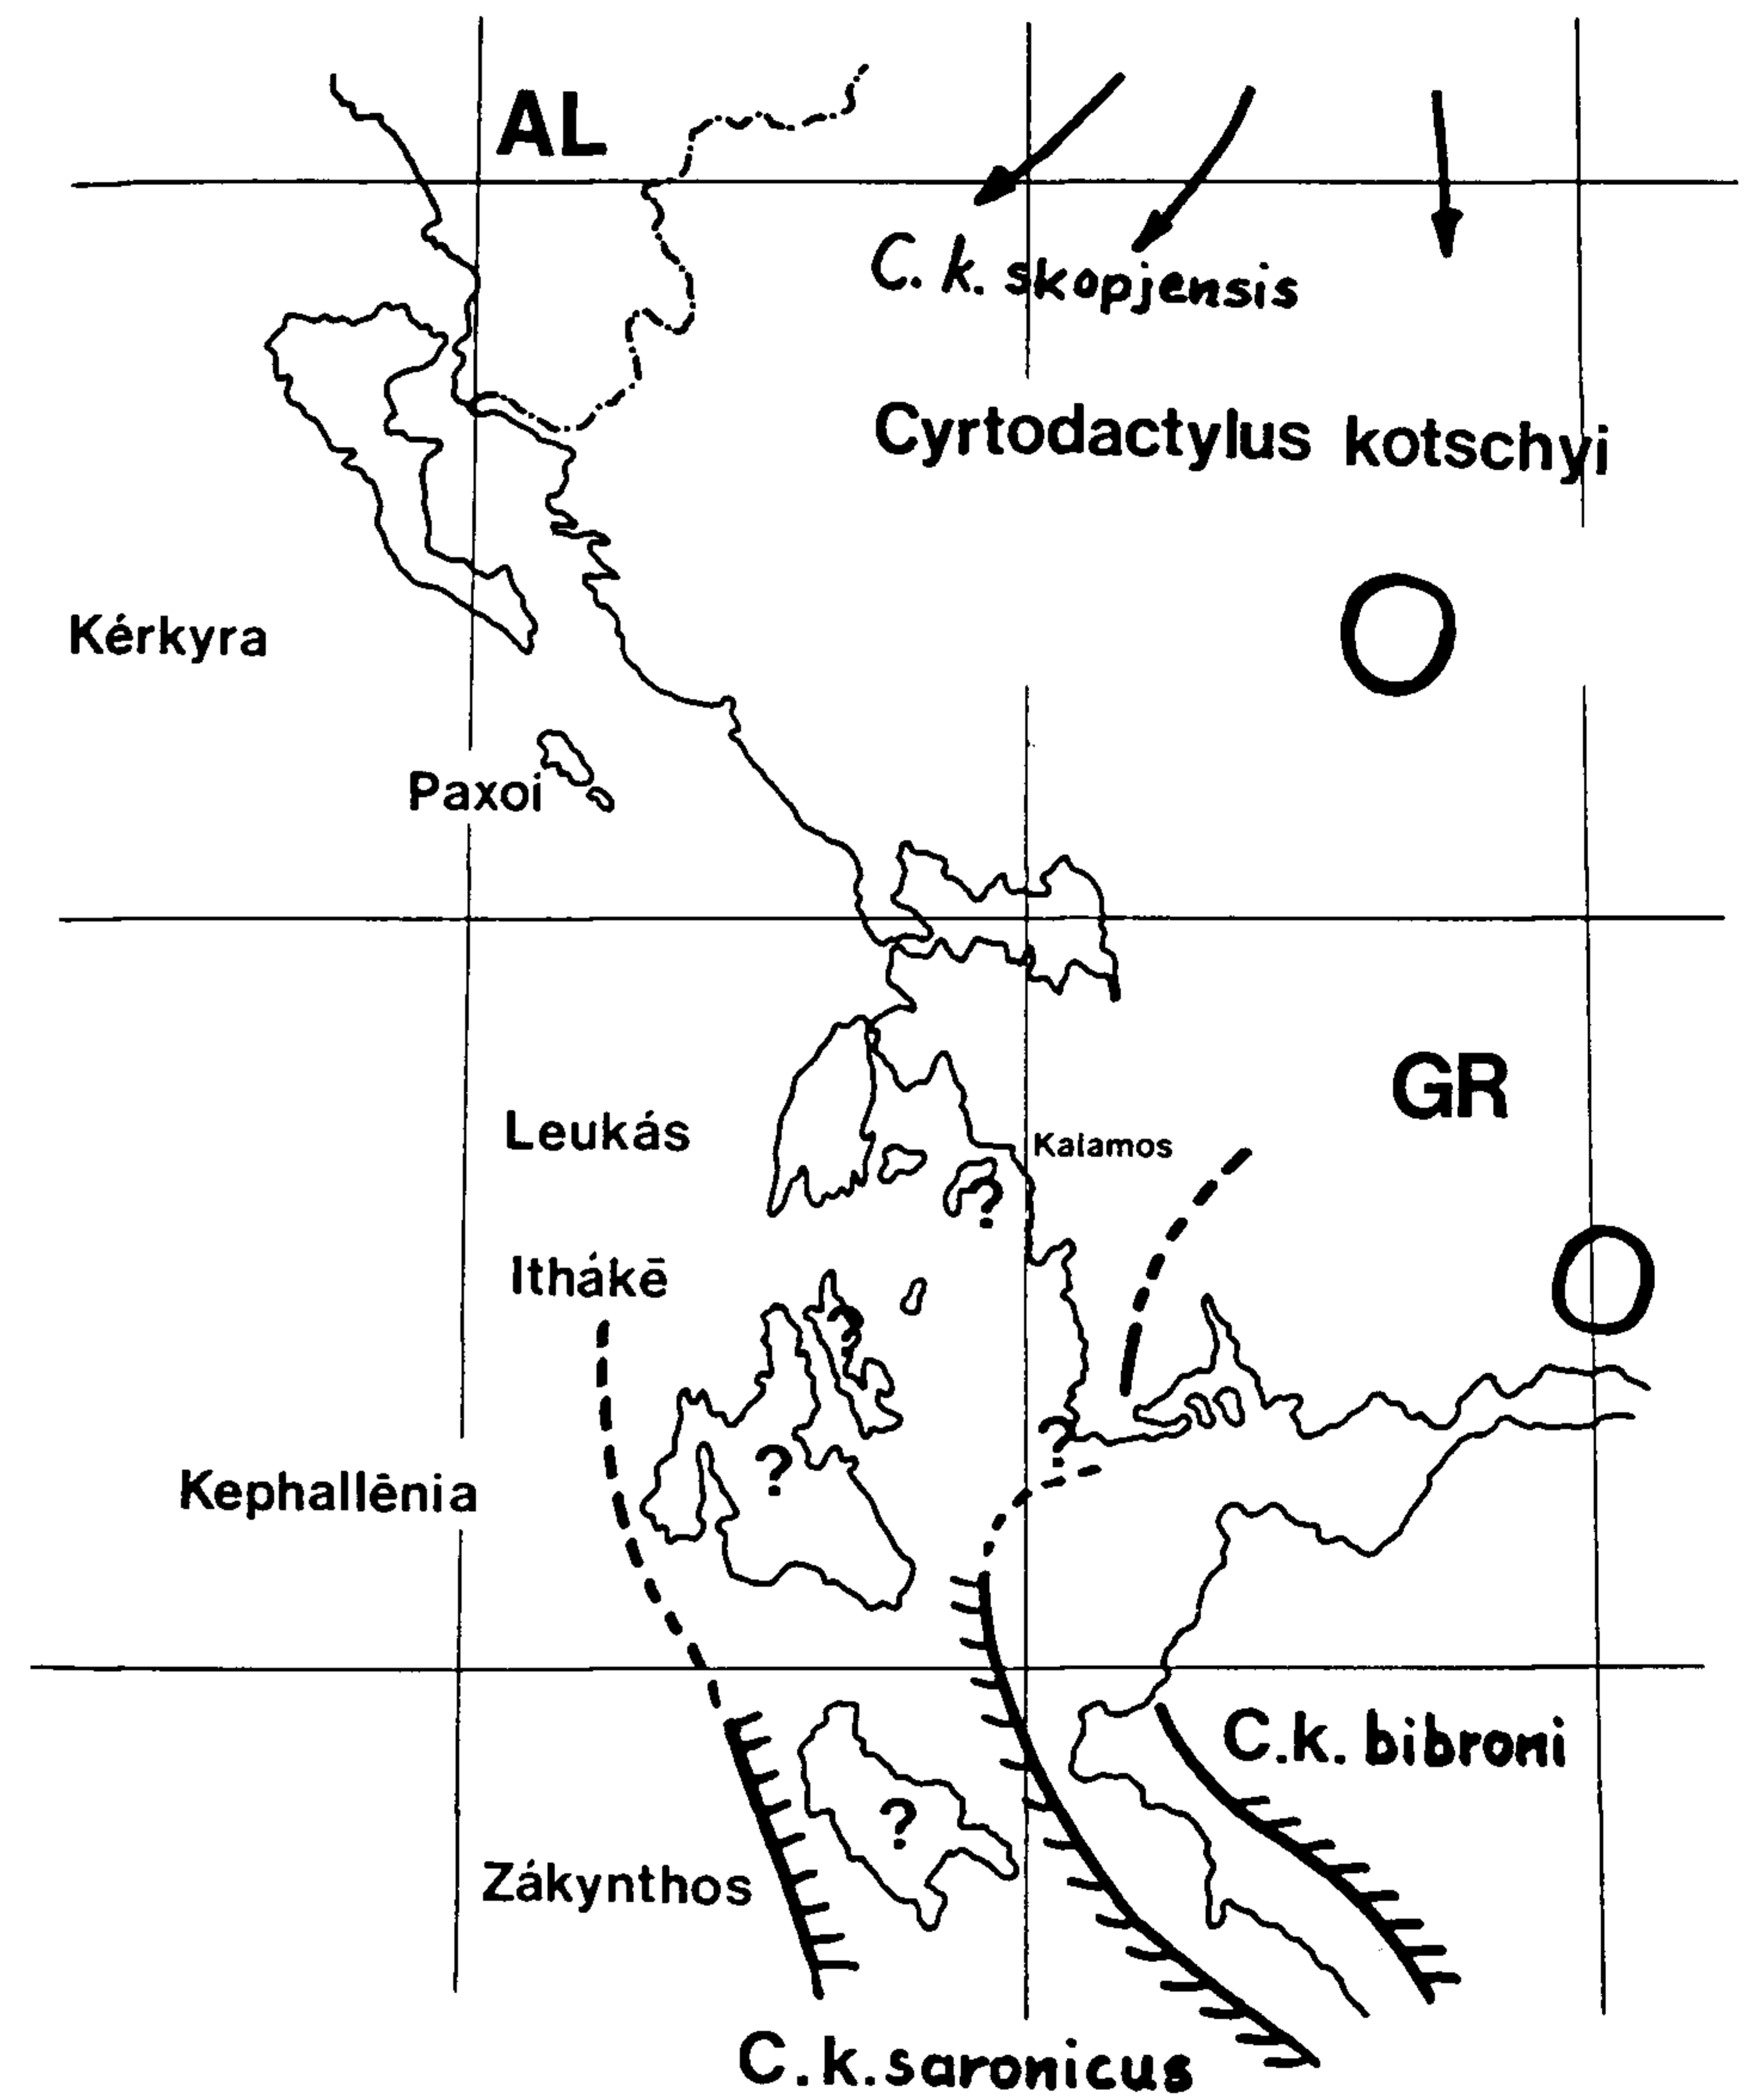 AL
C. k. skopjensis
Cyrtodactylus kotschyi
Kérkyra
Paxoi
GR
Leukás
Kalamos
?
Ithákē
?
?
?
Kephallēnia
C.k. bibroni
?
Zákynthos
C.k.saronicus